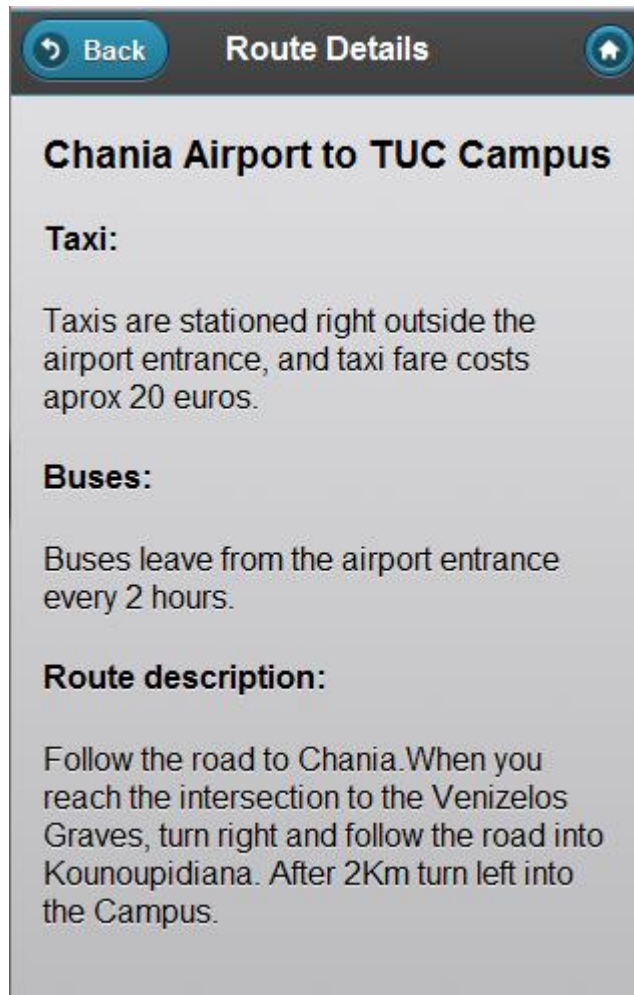 Back Route Details
Chania Airport to TUC Campus
Taxi:
Taxis are stationed right outside the
airport entrance, and taxi fare costs
aprox 20 euros.
Buses:
Buses leave from the airport entrance
every 2 hours.
Route description:
Follow the road to Chania.When you
reach the intersection to the Venizelos
Graves, turn right and follow the road into
Kounoupidiana. After 2Km turn left into
the Campus.